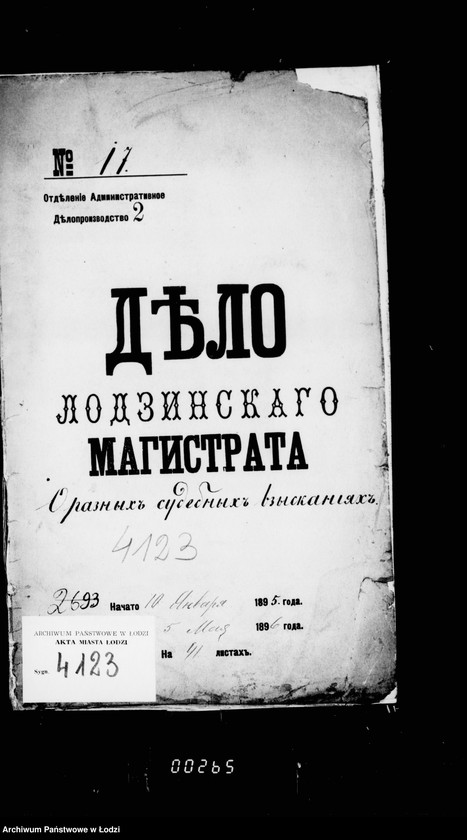 № 17.
Отдѣленіе Административное
Дѣлопроизводство 2
ДѢЛО
ЛОДЗИНСКАГО
МАГИСТРАТА
О разныхъ судебныхъ взысканіяхъ.
4123
2693 Начато 10 Января 1895. года.
5 Мая 1896 года.
На 41 листахъ.
ARCHIWUM PAŃSTWOWE W ŁODZI
AKTA MIASTA ŁODZI
Sygn. 4123
00265
Archiwum Państwowe w Łodzi